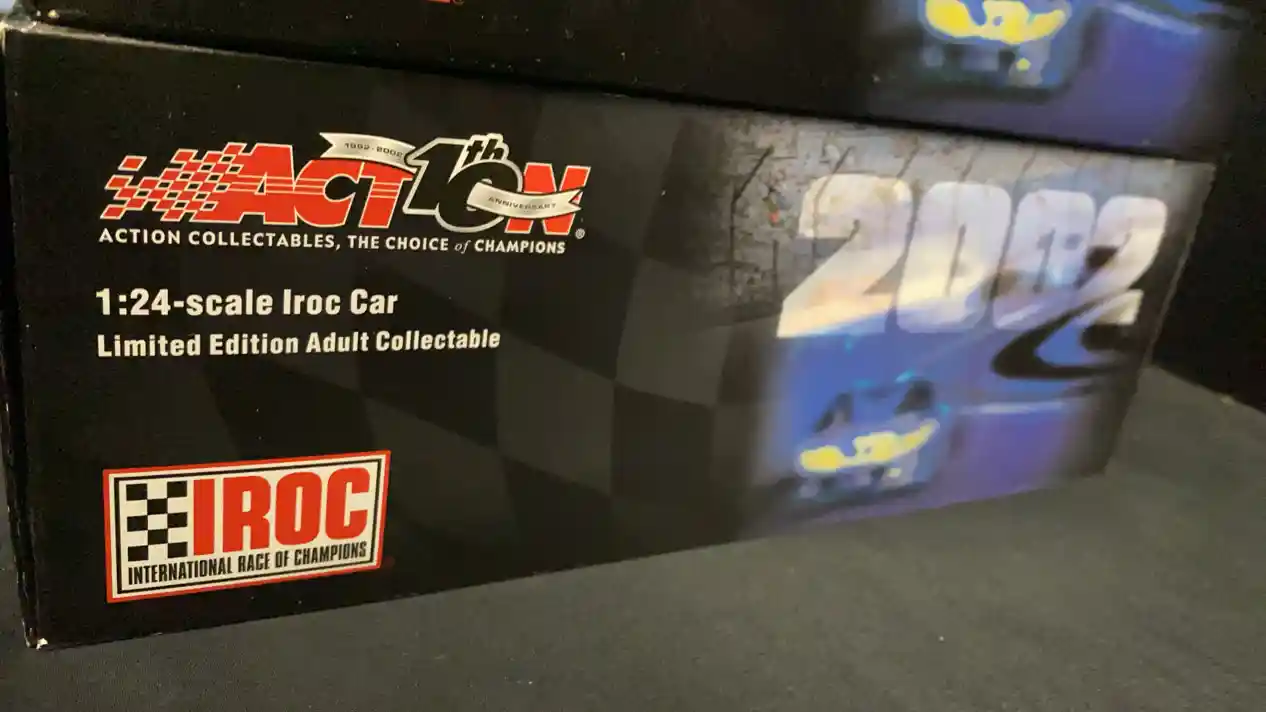 1992-2002
ACTION
10th
ANNIVERSARY
ACTION COLLECTABLES, THE CHOICE of CHAMPIONS
1:24-scale Iroc Car
Limited Edition Adult Collectable
2002
IROC
INTERNATIONAL RACE OF CHAMPIONS